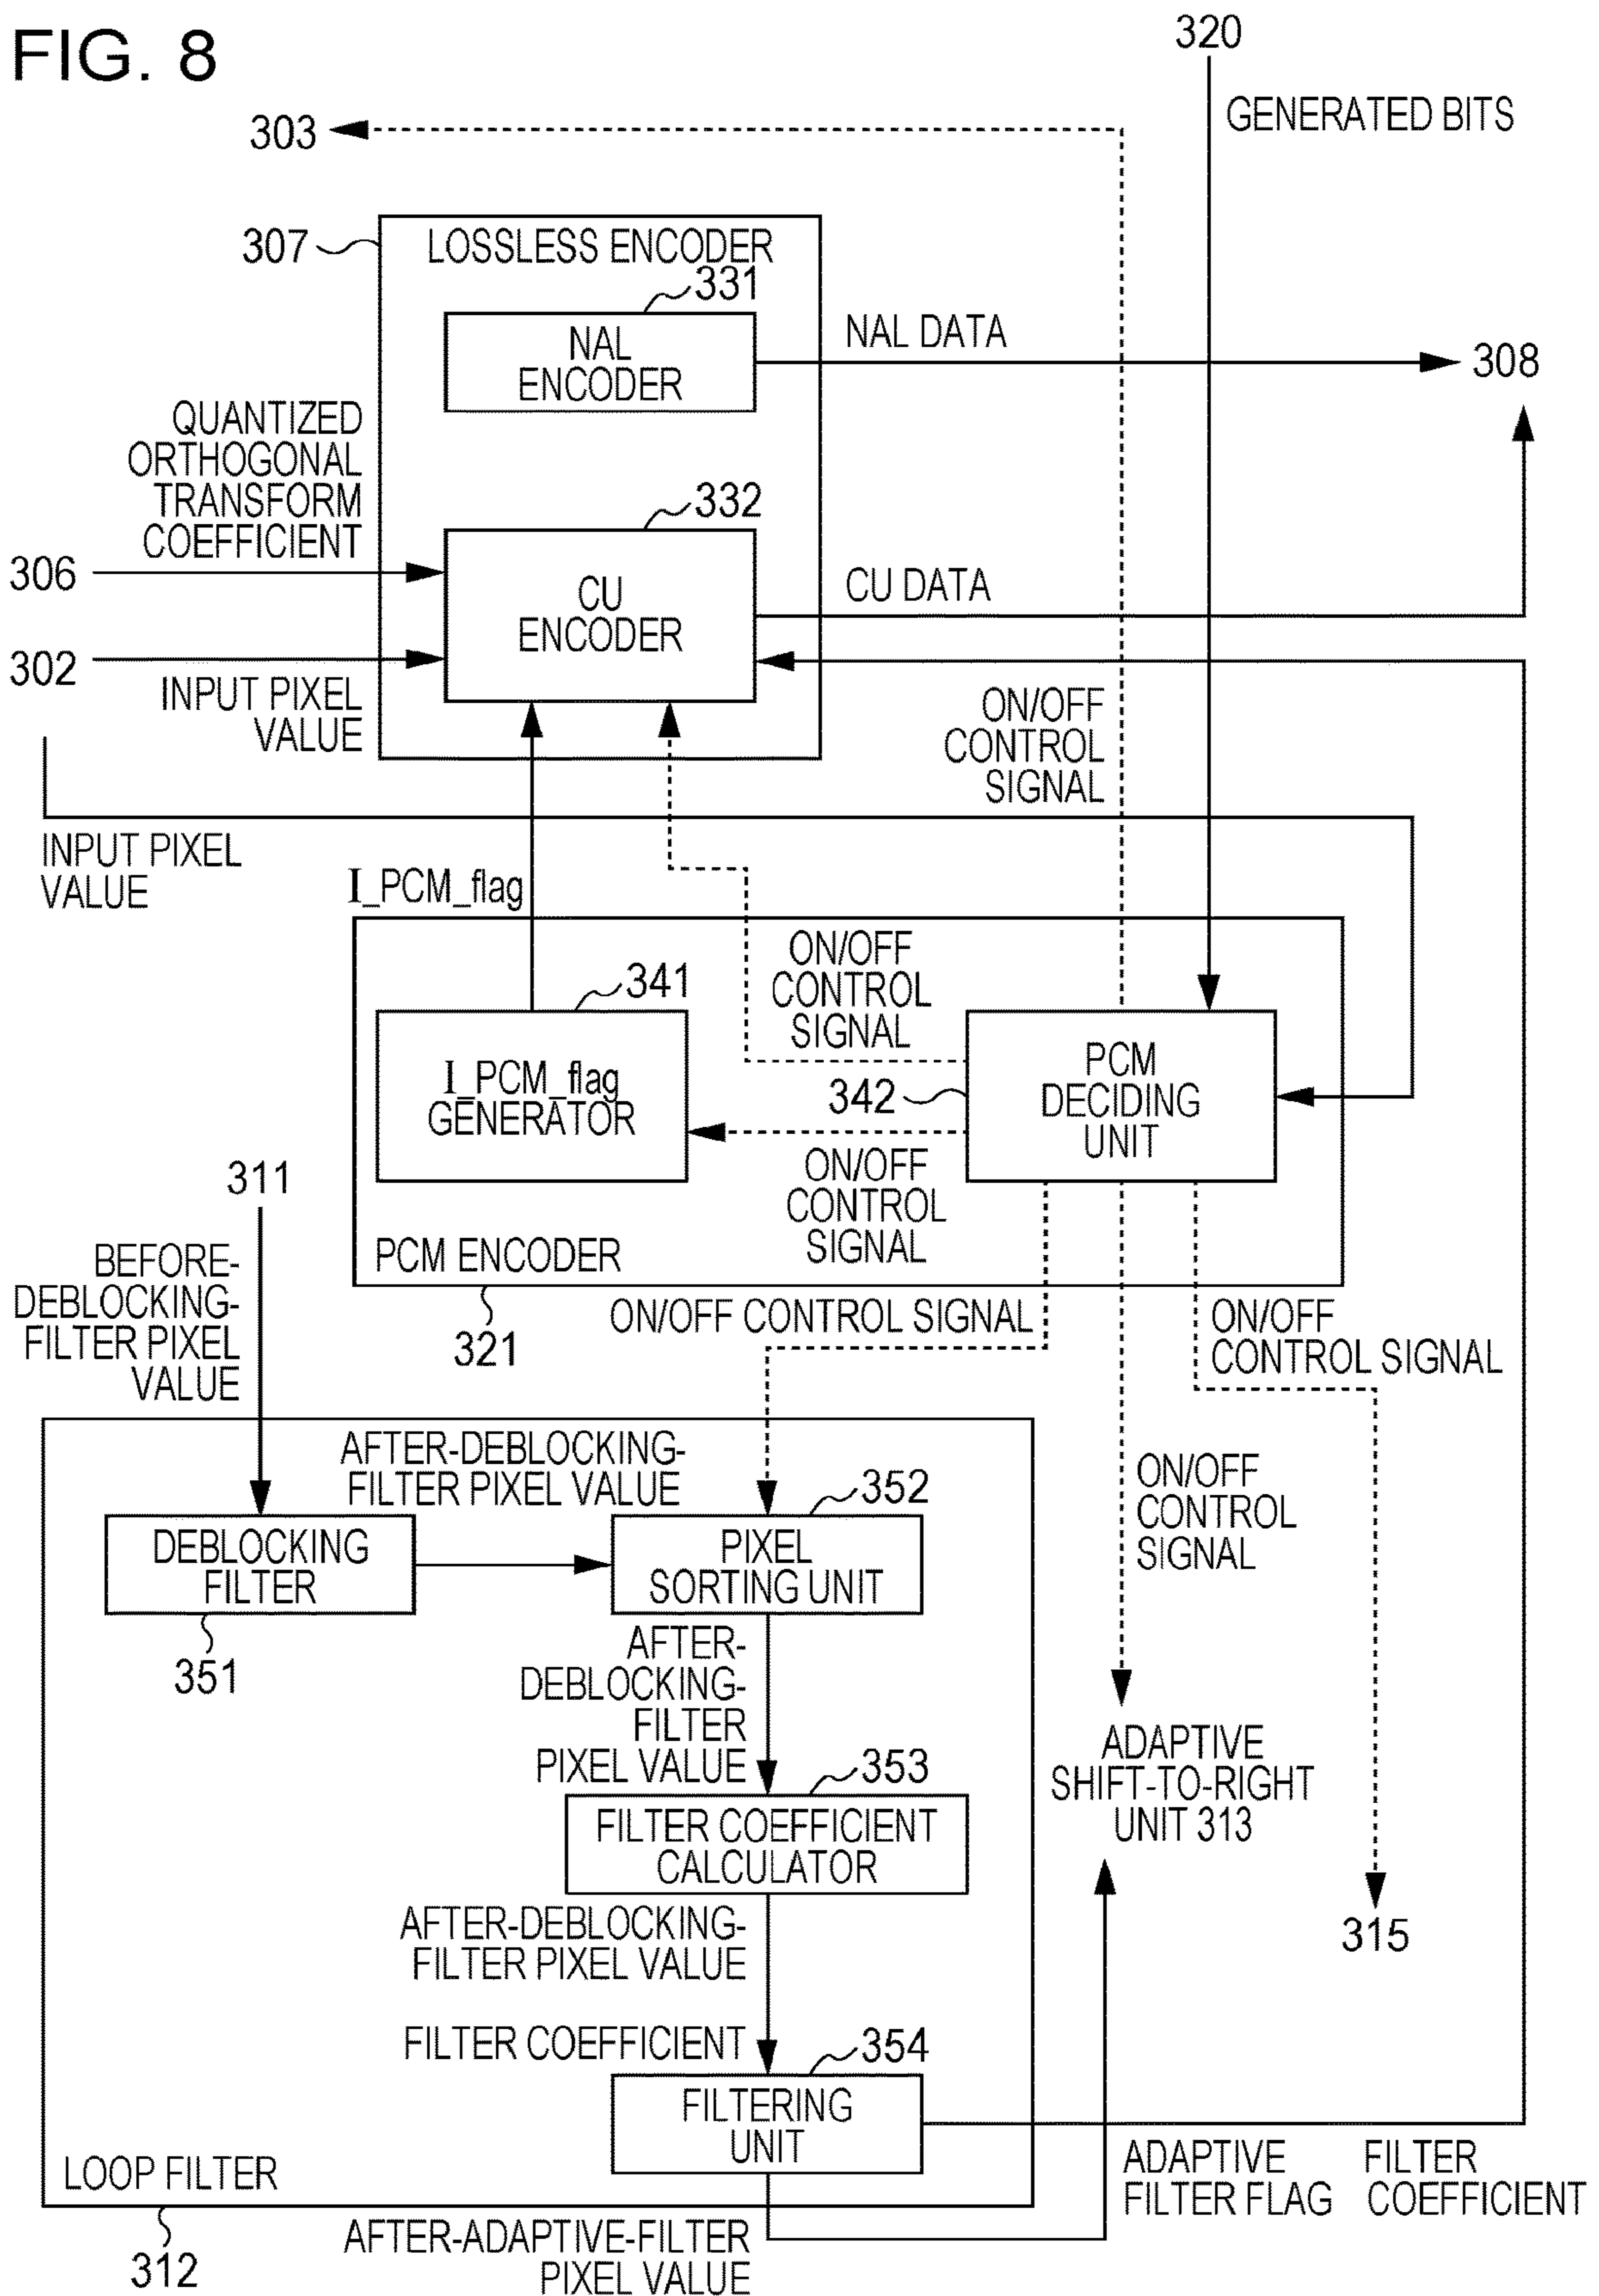 FIG. 8
320
GENERATED BITS
303
307
LOSSLESS ENCODER
331
NAL
ENCODER
NAL DATA
308
QUANTIZED
ORTHOGONAL
TRANSFORM
COEFFICIENT
332
306
CU
ENCODER
CU DATA
302
INPUT PIXEL
VALUE
ON/OFF
CONTROL
SIGNAL
INPUT PIXEL
VALUE
I_PCM_flag
ON/OFF
CONTROL
SIGNAL
341
I_PCM_flag
GENERATOR
342
PCM
DECIDING
UNIT
ON/OFF
CONTROL
SIGNAL
PCM ENCODER
321
311
BEFORE-
DEBLOCKING-
FILTER PIXEL
VALUE
ON/OFF CONTROL SIGNAL
ON/OFF
CONTROL SIGNAL
AFTER-DEBLOCKING-
FILTER PIXEL VALUE
352
ON/OFF
CONTROL
SIGNAL
DEBLOCKING
FILTER
351
PIXEL
SORTING UNIT
AFTER-
DEBLOCKING-
FILTER
PIXEL VALUE
353
ADAPTIVE
SHIFT-TO-RIGHT
UNIT 313
FILTER COEFFICIENT
CALCULATOR
AFTER-DEBLOCKING-
FILTER PIXEL VALUE
315
FILTER COEFFICIENT
354
FILTERING
UNIT
ADAPTIVE
FILTER FLAG
FILTER
COEFFICIENT
LOOP FILTER
312
AFTER-ADAPTIVE-FILTER
PIXEL VALUE